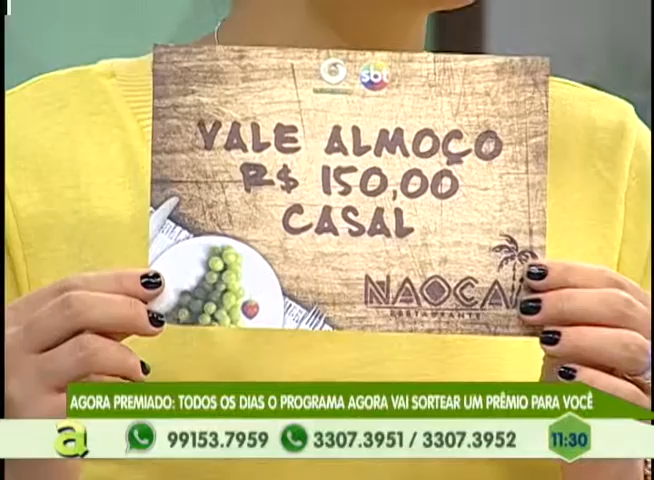 sbt
VALE ALMOÇO
R$ 150,00
CASAL
NAOCA
RESTAURANTE
AGORA PREMIADO: TODOS OS DIAS O PROGRAMA AGORA VAI SORTEAR UM PRÊMIO PARA VOCÊ
a 99153.7959 3307.3951 / 3307.3952 11:30